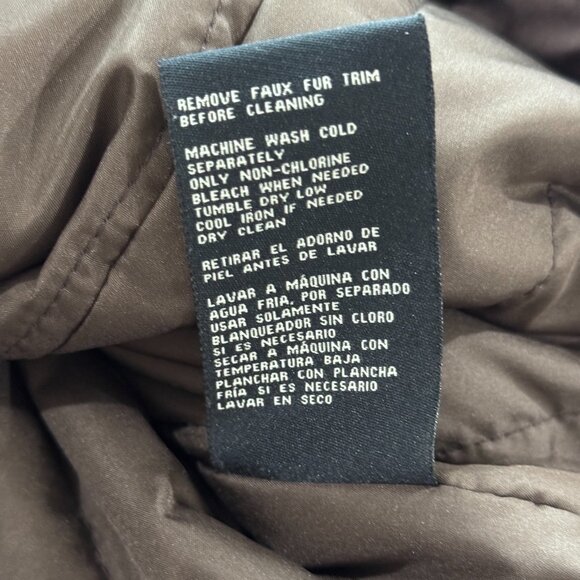 REMOVE FAUX FUR TRIM
BEFORE CLEANING
MACHINE WASH COLD
SEPARATELY
ONLY NON-CHLORINE
BLEACH WHEN NEEDED
TUMBLE DRY LOW
COOL IRON IF NEEDED
DRY CLEAN
RETIRAR EL ADORNO DE
PIEL ANTES DE LAVAR
LAVAR A MÁQUINA CON
AGUA FRIA, POR SEPARADO
USAR SOLAMENTE
BLANQUEADOR SIN CLORO
SI ES NECESARIO
SECAR A MÁQUINA CON
TEMPERATURA BAJA
PLANCHAR CON PLANCHA
FRÍA SI ES NECESARIO
LAVAR EN SECO